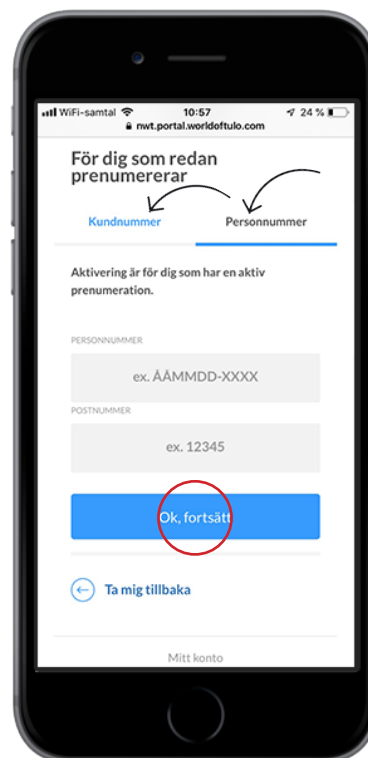 WiFi-samtal 10:57 24 %
nwt.portal.worldoftulo.com
För dig som redan
prenumererar
Kundnummer Personnummer
Aktivering är för dig som har en aktiv
prenumeration.
PERSONNUMMER
ex. ÅÅMMDD-XXXX
POSTNUMMER
ex. 12345
Ok, fortsätt
Ta mig tillbaka
Mitt konto